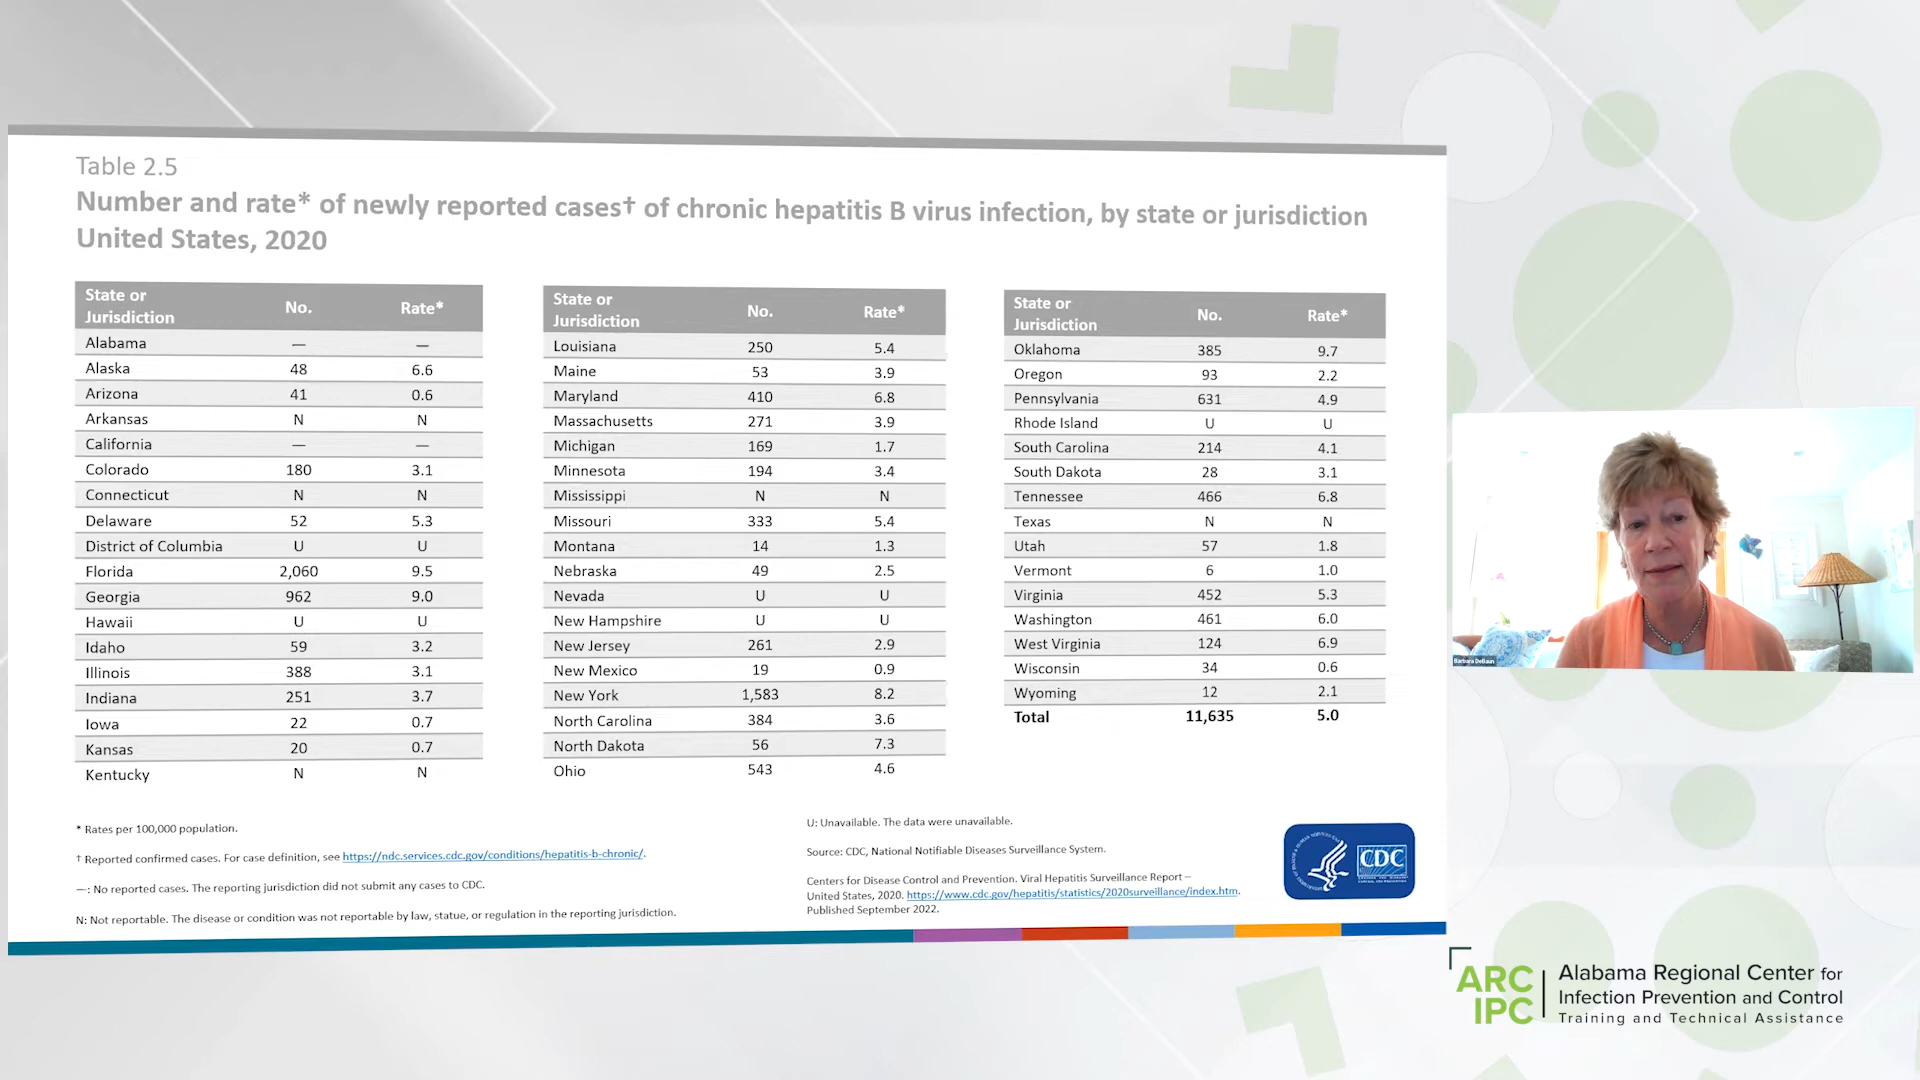 Table 2.5
Number and rate* of newly reported cases† of chronic hepatitis B virus infection, by state or jurisdiction
United States, 2020
State or Jurisdiction No. Rate*
Alabama — —
Alaska 48 6.6
Arizona 41 0.6
Arkansas N N
California — —
Colorado 180 3.1
Connecticut N N
Delaware 52 5.3
District of Columbia U U
Florida 2,060 9.5
Georgia 962 9.0
Hawaii U U
Idaho 59 3.2
Illinois 388 3.1
Indiana 251 3.7
Iowa 22 0.7
Kansas 20 0.7
Kentucky N N
State or Jurisdiction No. Rate*
Louisiana 250 5.4
Maine 53 3.9
Maryland 410 6.8
Massachusetts 271 3.9
Michigan 169 1.7
Minnesota 194 3.4
Mississippi N N
Missouri 333 5.4
Montana 14 1.3
Nebraska 49 2.5
Nevada U U
New Hampshire U U
New Jersey 261 2.9
New Mexico 19 0.9
New York 1,583 8.2
North Carolina 384 3.6
North Dakota 56 7.3
Ohio 543 4.6
State or Jurisdiction No. Rate*
Oklahoma 385 9.7
Oregon 93 2.2
Pennsylvania 631 4.9
Rhode Island U U
South Carolina 214 4.1
South Dakota 28 3.1
Tennessee 466 6.8
Texas N N
Utah 57 1.8
Vermont 6 1.0
Virginia 452 5.3
Washington 461 6.0
West Virginia 124 6.9
Wisconsin 34 0.6
Wyoming 12 2.1
Total 11,635 5.0
* Rates per 100,000 population.
† Reported confirmed cases. For case definition, see https://ndc.services.cdc.gov/conditions/hepatitis-b-chronic/.
—: No reported cases. The reporting jurisdiction did not submit any cases to CDC.
N: Not reportable. The disease or condition was not reportable by law, statue, or regulation in the reporting jurisdiction.
U: Unavailable. The data were unavailable.
Source: CDC, National Notifiable Diseases Surveillance System.
Centers for Disease Control and Prevention. Viral Hepatitis Surveillance Report –
United States, 2020. https://www.cdc.gov/hepatitis/statistics/2020surveillance/index.htm.
Published September 2022.
CDC
Barbara DeBaun
ARC
IPC
Alabama Regional Center for
Infection Prevention and Control
Training and Technical Assistance